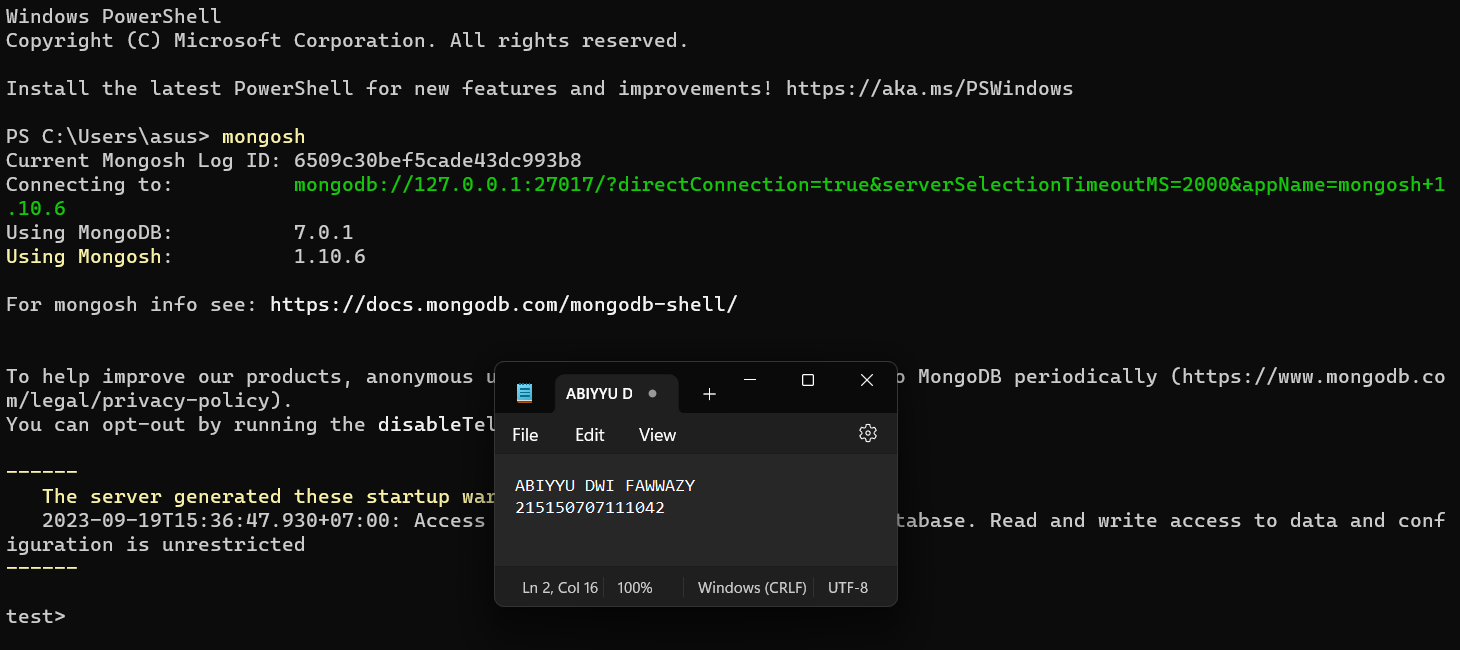 Windows PowerShell
Copyright (C) Microsoft Corporation. All rights reserved.
Install the latest PowerShell for new features and improvements! https://aka.ms/PSWindows
PS C:\Users\asus> mongosh
Current Mongosh Log ID: 6509c30bef5cade43dc993b8
Connecting to:          mongodb://127.0.0.1:27017/?directConnection=true&serverSelectionTimeoutMS=2000&appName=mongosh+1
.10.6
Using MongoDB:          7.0.1
Using Mongosh:          1.10.6
For mongosh info see: https://docs.mongodb.com/mongodb-shell/
To help improve our products, anonymous MongoDB periodically (https://www.mongodb.co
m/legal/privacy-policy).
You can opt-out by running the disableTel
------
The server generated these startup war
2023-09-19T15:36:47.930+07:00: Access tabase. Read and write access to data and conf
iguration is unrestricted
------
test>
ABIYYU D
File Edit View
ABIYYU DWI FAWWAZY
215150707111042
Ln 2, Col 16 100% Windows (CRLF) UTF-8